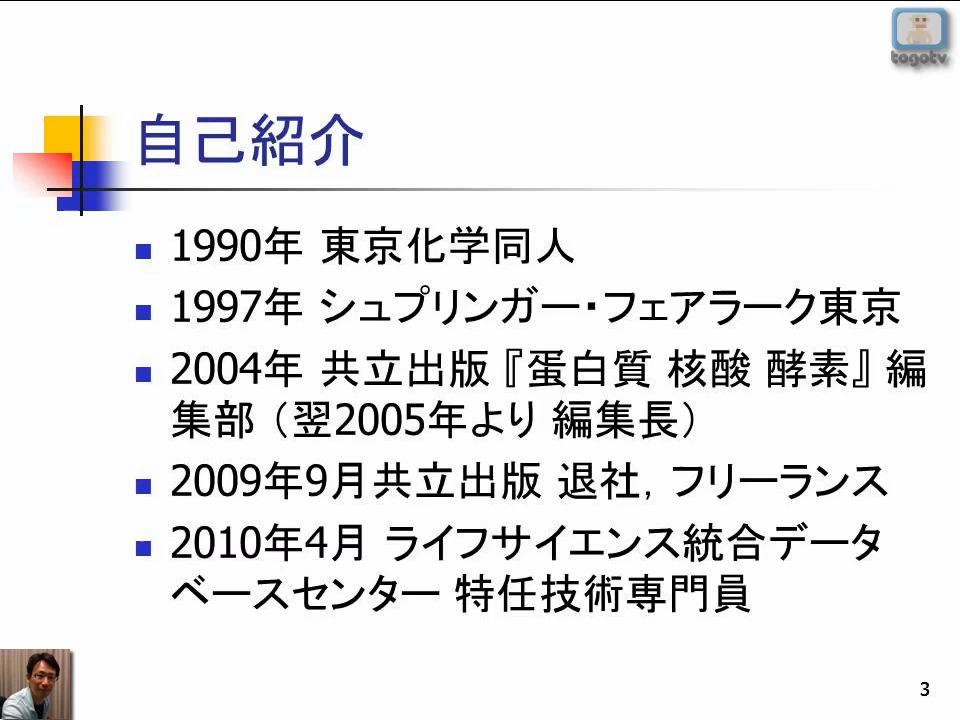 togotv
自己紹介
1990年 東京化学同人
1997年 シュプリンガー・フェアラーク東京
2004年 共立出版『蛋白質 核酸 酵素』編
集部（翌2005年より 編集長）
2009年9月共立出版 退社，フリーランス
2010年4月 ライフサイエンス統合データ
ベースセンター 特任技術専門員
3